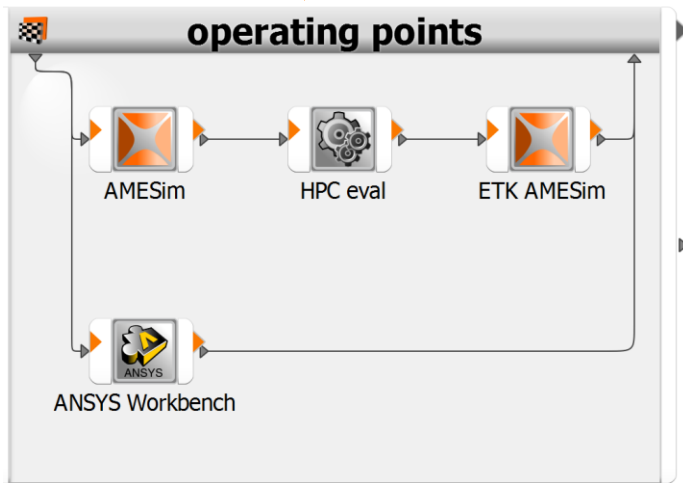 operating points
AMESim
HPC eval
ETK AMESim
ANSYS
ANSYS Workbench